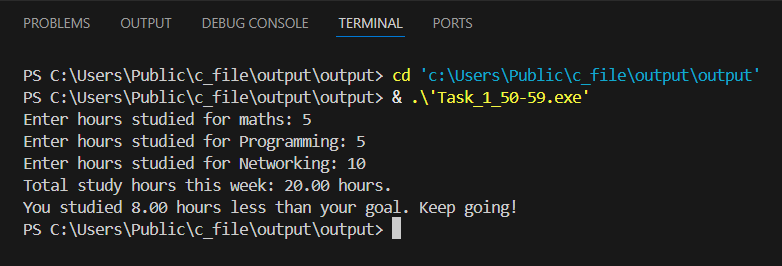 PROBLEMS OUTPUT DEBUG CONSOLE TERMINAL PORTS
PS C:\Users\Public\c_file\output\output> cd 'c:\Users\Public\c_file\output\output'
PS C:\Users\Public\c_file\output\output> & .\'Task_1_50-59.exe'
Enter hours studied for maths: 5
Enter hours studied for Programming: 5
Enter hours studied for Networking: 10
Total study hours this week: 20.00 hours.
You studied 8.00 hours less than your goal. Keep going!
PS C:\Users\Public\c_file\output\output>